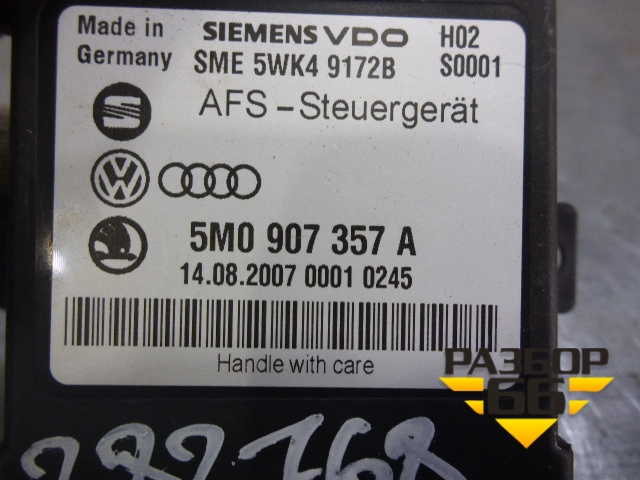 Made in SIEMENS VDO H02
Germany SME 5WK4 9172B S0001
AFS - Steuergerät
5M0 907 357 A
14.08.2007 0001 0245
Handle with care
РАЗБОР
66
282768